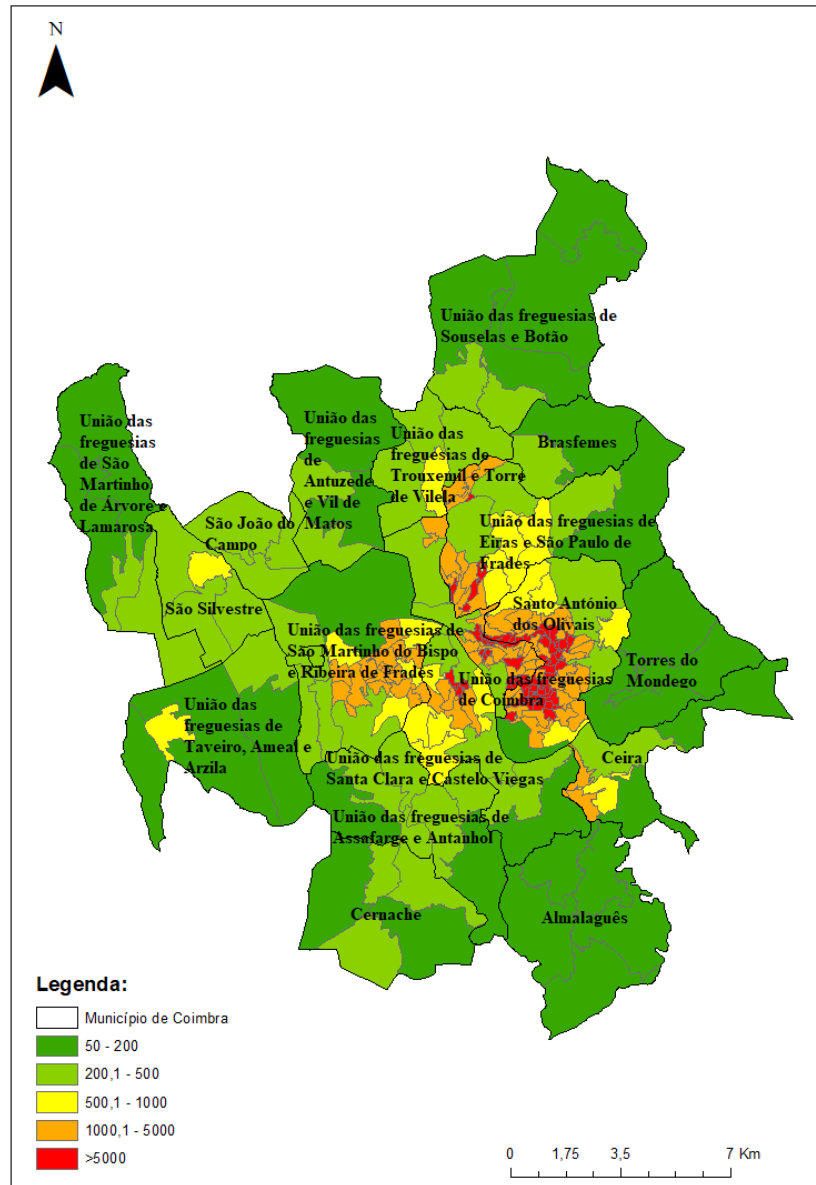 N
União das freguesias de
Souselas e Botão
União das
freguesias
de São
Martinho
de Árvore e
Lamarosa
União das
freguesias
de
Antuzede
e Vil de
Matos
União das
freguesias de
Trouxemil e Torre
de Vilela
Brasfemes
São João do
Campo
União das freguesias de
Eiras e São Paulo de
Frades
São Silvestre
Santo António
dos Olivais
União das freguesias de
São Martinho do Bispo
e Ribeira de Frades
Torres do
Mondego
União das freguesias
de Coimbra
União das
freguesias de
Taveiro, Ameal e
Arzila
União das freguesias de
Santa Clara e Castelo Viegas
Ceira
União das freguesias de
Assafarge e Antanhol
Cernache
Almalaguês
Legenda:
Município de Coimbra
50 - 200
200,1 - 500
500,1 - 1000
1000,1 - 5000
>5000
0 1,75 3,5 7 Km